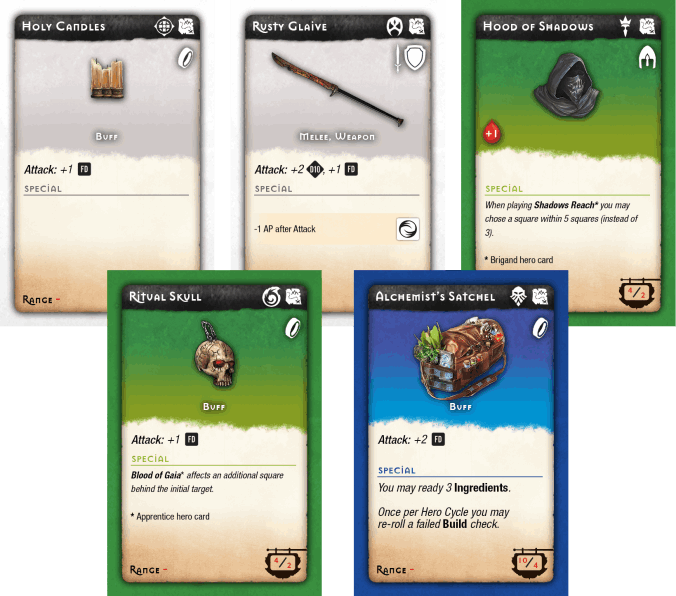 Holy Candles
Buff
Attack: +1 FD
Special
Range -
Rusty Glaive
Melee, Weapon
Attack: +2 D10, +1 FD
Special
-1 AP after Attack
Hood of Shadows
+1
Special
When playing Shadows Reach* you may
chose a square within 5 squares (instead of
3).
* Brigand hero card
4/2
Ritual Skull
Buff
Attack: +1 FD
Special
Blood of Gaia* affects an additional square
behind the initial target.
* Apprentice hero card
Range -
4/2
Alchemist's Satchel
Buff
Attack: +2 FD
Special
You may ready 3 Ingredients.
Once per Hero Cycle you may
re-roll a failed Build check.
Range -
10/4